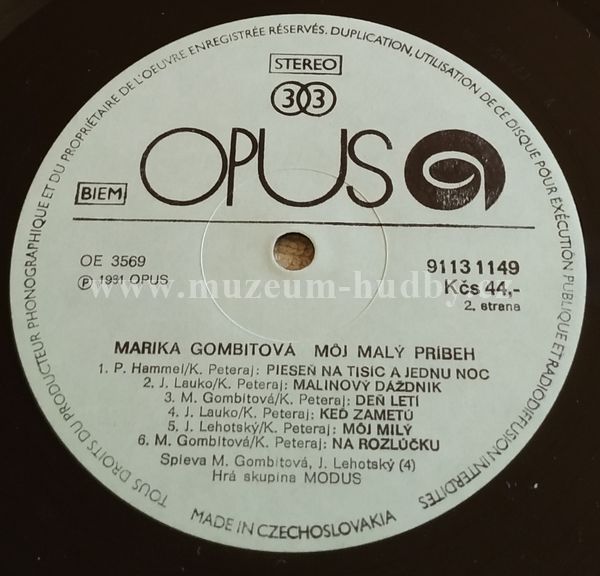 TOUS DROITS DU PRODUCTEUR PHONOGRAPHIQUE ET DU PROPRIÉTAIRE DE L'OEUVRE ENREGISTRÉE RÉSERVÉS. DUPLICATION, UTILISATION DE CE DISQUE POUR EXÉCUTION PUBLIQUE ET RADIODIFFUSION INTERDITES
STEREO
33
OPUS
BIEM
OE 3569
℗ 1981 OPUS
9113 1149
Kčs 44,-
2. strana
www.muzeum-hudby.cz
MARIKA GOMBITOVÁ MÔJ MALÝ PRÍBEH
1. P. Hammel/K. Peteraj: PIESEŇ NA TISÍC A JEDNU NOC
2. J. Lauko/K. Peteraj: MALINOVÝ DÁŽDNIK
3. M. Gombitová/K. Peteraj: DEŇ LETÍ
4. J. Lauko/K. Peteraj: KEĎ ZAMETÚ
5. J. Lehotský/K. Peteraj: MÔJ MILÝ
6. M. Gombitová/K. Peteraj: NA ROZLÚČKU
Spieva M. Gombitová, J. Lehotský (4)
Hrá skupina MODUS
MADE IN CZECHOSLOVAKIA